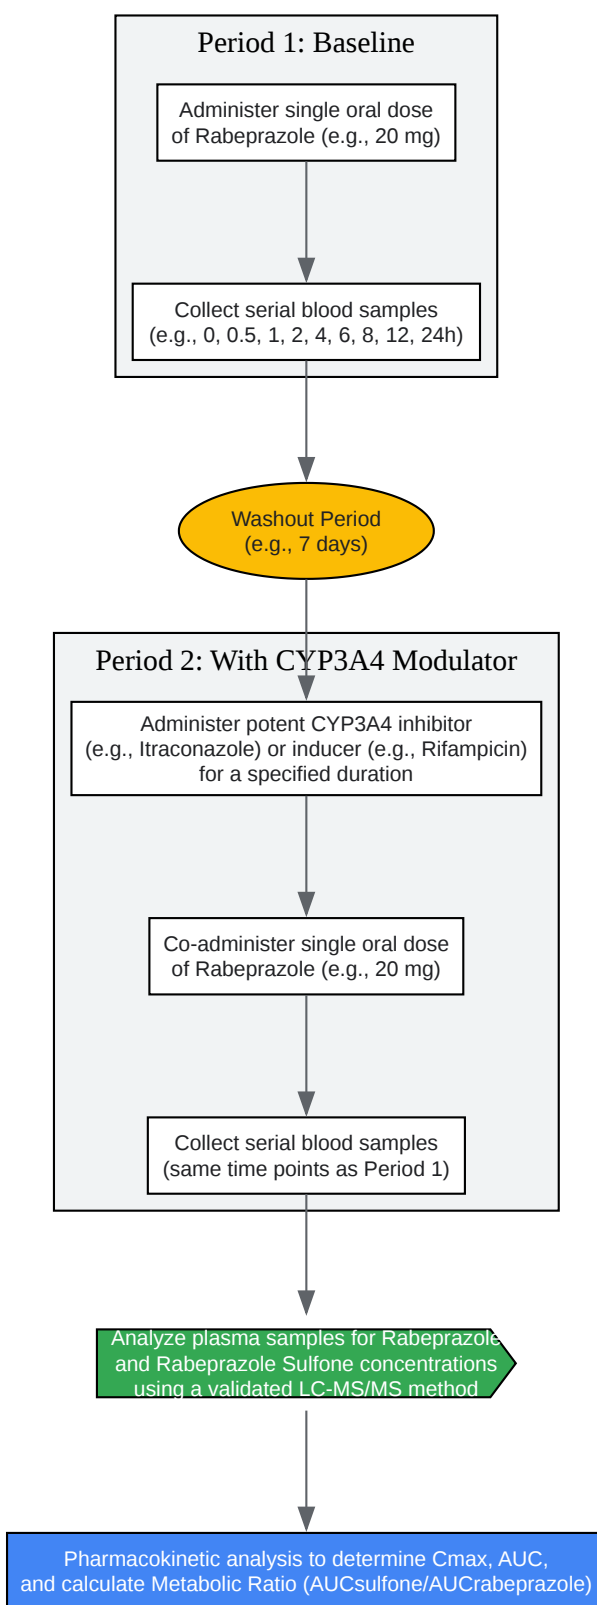 Period 1: Baseline
Administer single oral dose
of Rabeprazole (e.g., 20 mg)
Collect serial blood samples
(e.g., 0, 0.5, 1, 2, 4, 6, 8, 12, 24h)
Washout Period
(e.g., 7 days)
Period 2: With CYP3A4 Modulator
Administer potent CYP3A4 inhibitor
(e.g., Itraconazole) or inducer (e.g., Rifampicin)
for a specified duration
Co-administer single oral dose
of Rabeprazole (e.g., 20 mg)
Collect serial blood samples
(same time points as Period 1)
Analyze plasma samples for Rabeprazole
and Rabeprazole Sulfone concentrations
using a validated LC-MS/MS method
Pharmacokinetic analysis to determine Cmax, AUC,
and calculate Metabolic Ratio (AUCsulfone/AUCrabeprazole)